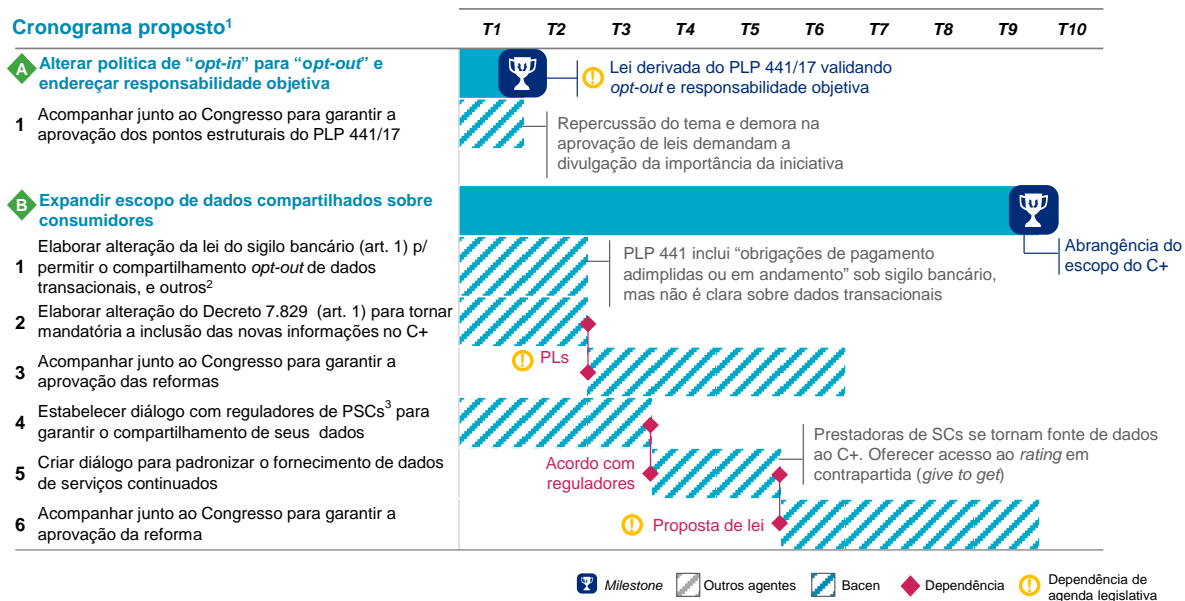 Cronograma proposto1
T1 T2 T3 T4 T5 T6 T7 T8 T9 T10
A Alterar politica de “opt-in” para “opt-out” e
endereçar responsabilidade objetiva
Lei derivada do PLP 441/17 validando
opt-out e responsabilidade objetiva
1 Acompanhar junto ao Congresso para garantir a
aprovação dos pontos estruturais do PLP 441/17
Repercussão do tema e demora na
aprovação de leis demandam a
divulgação da importância da iniciativa
B Expandir escopo de dados compartilhados sobre
consumidores
Abrangência do
escopo do C+
1 Elaborar alteração da lei do sigilo bancário (art. 1) p/
permitir o compartilhamento opt-out de dados
transacionais, e outros2
PLP 441 inclui “obrigações de pagamento
adimplidas ou em andamento” sob sigilo bancário,
mas não é clara sobre dados transacionais
2 Elaborar alteração do Decreto 7.829 (art. 1) para tornar
mandatória a inclusão das novas informações no C+
PLs
3 Acompanhar junto ao Congresso para garantir a
aprovação das reformas
4 Estabelecer diálogo com reguladores de PSCs3 para
garantir o compartilhamento de seus dados
Acordo com
reguladores
Prestadoras de SCs se tornam fonte de dados
ao C+. Oferecer acesso ao rating em
contrapartida (give to get)
5 Criar diálogo para padronizar o fornecimento de dados
de serviços continuados
6 Acompanhar junto ao Congresso para garantir a
aprovação da reforma
Proposta de lei
Milestone
Outros agentes
Bacen
Dependência
Dependência de
agenda legislativa